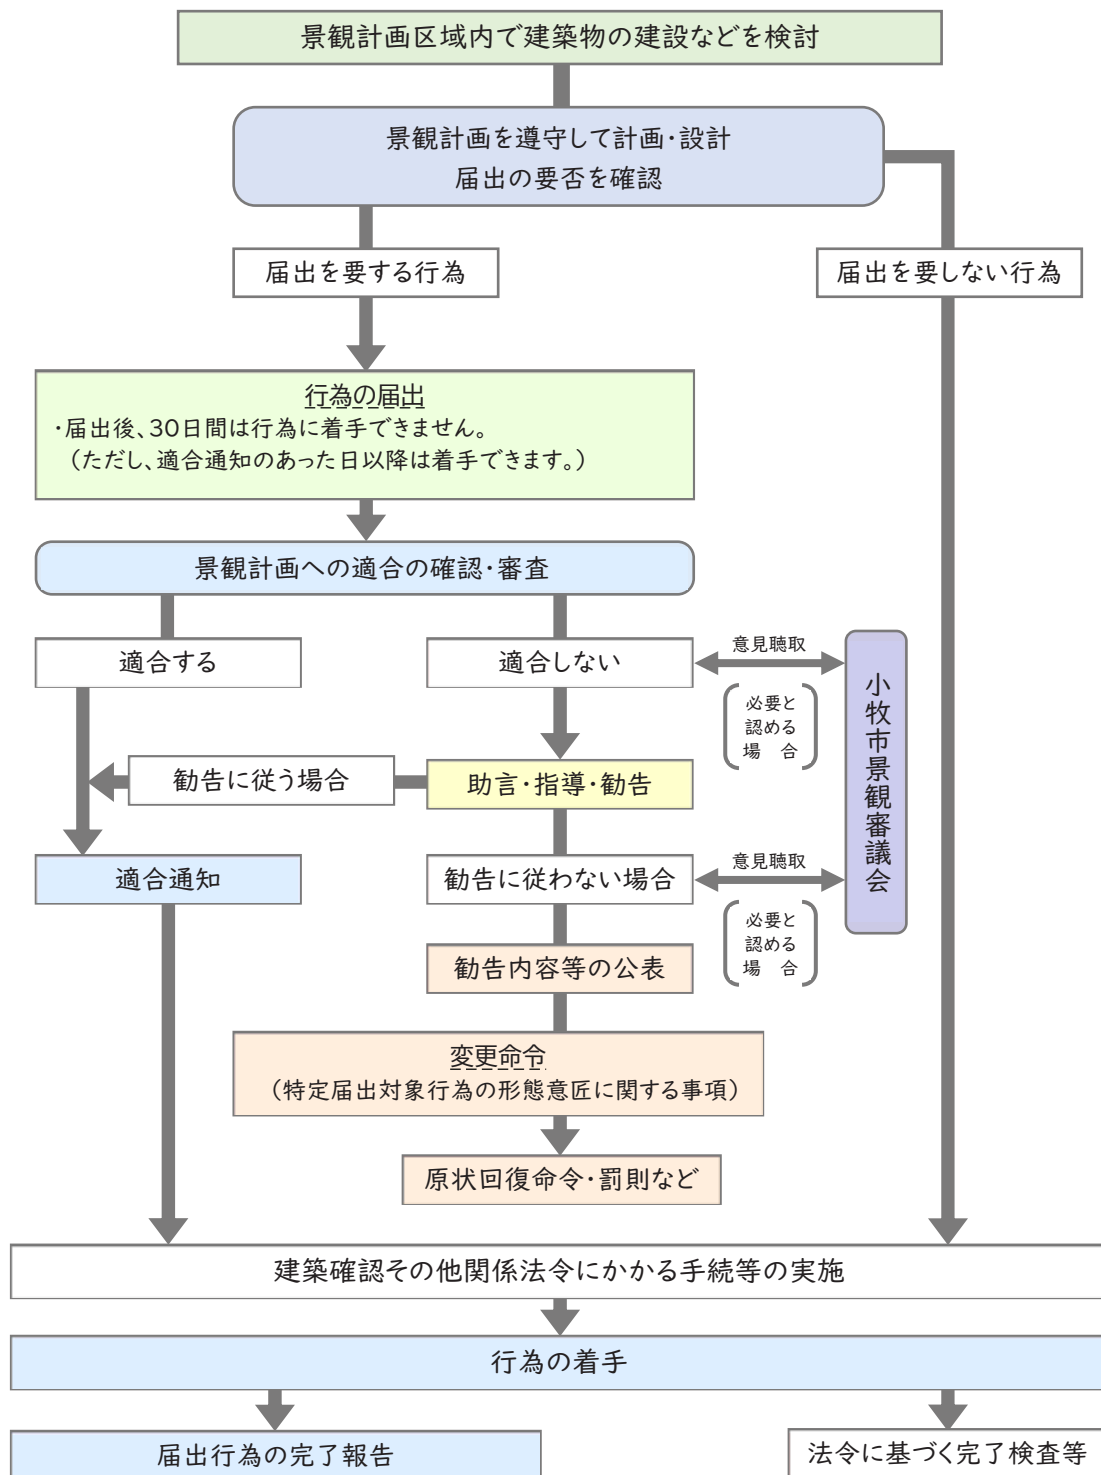 景観計画区域内で建築物の建設などを検討
景観計画を遵守して計画・設計
届出の要否を確認
届出を要する行為
届出を要しない行為
行為の届出
・届出後、30日間は行為に着手できません。
（ただし、適合通知のあった日以降は着手できます。）
景観計画への適合の確認・審査
適合する
適合しない
意見聴取
必要と
認める
場　合
小牧市景観審議会
勧告に従う場合
助言・指導・勧告
適合通知
勧告に従わない場合
意見聴取
必要と
認める
場　合
勧告内容等の公表
変更命令
（特定届出対象行為の形態意匠に関する事項）
原状回復命令・罰則など
建築確認その他関係法令にかかる手続等の実施
行為の着手
届出行為の完了報告
法令に基づく完了検査等